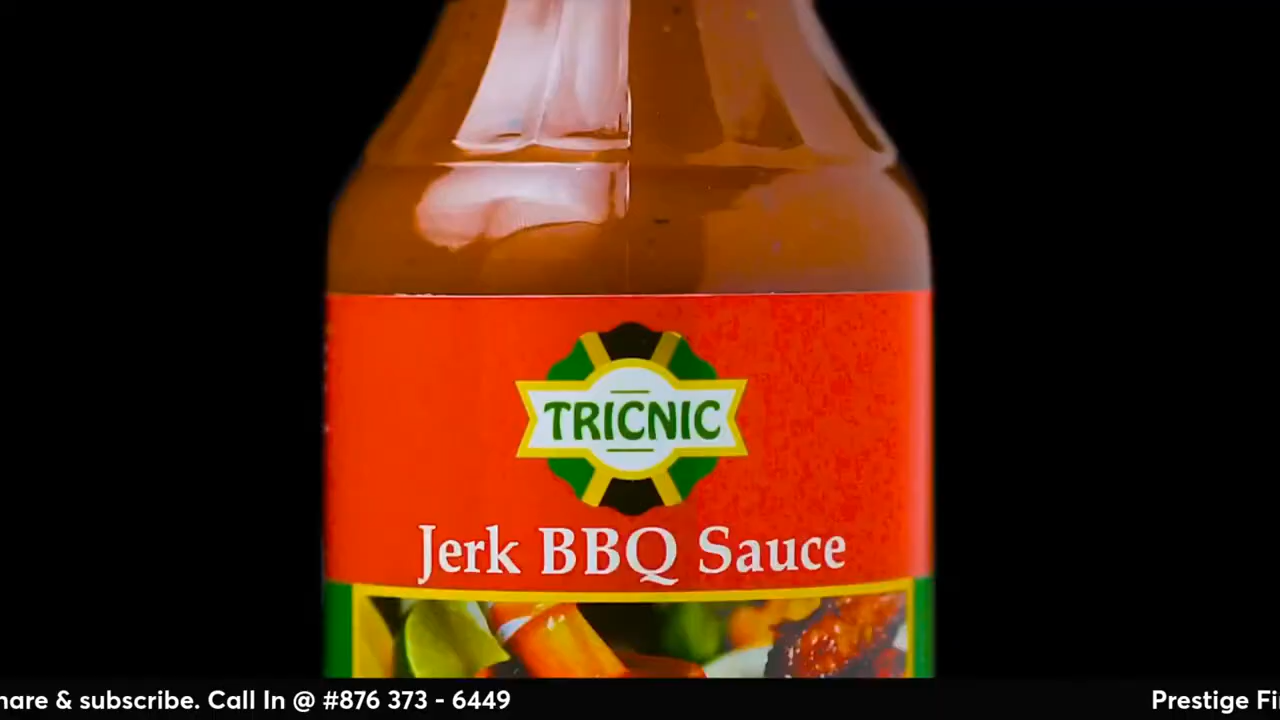 TRICNIC
Jerk BBQ Sauce
hare & subscribe. Call In @ #876 373 - 6449
Prestige Fi